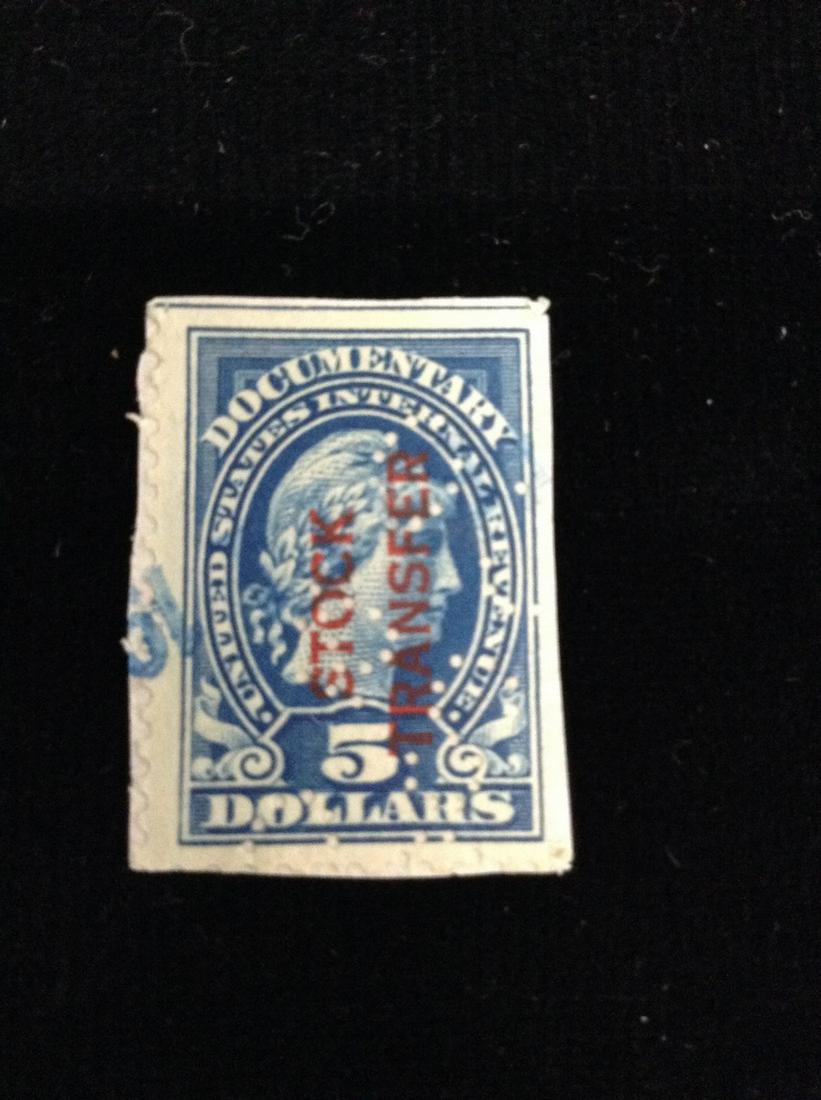 DOCUMENTARY
UNITED STATES INTERNAL REVENUE
STOCK
TRANSFER
5
DOLLARS